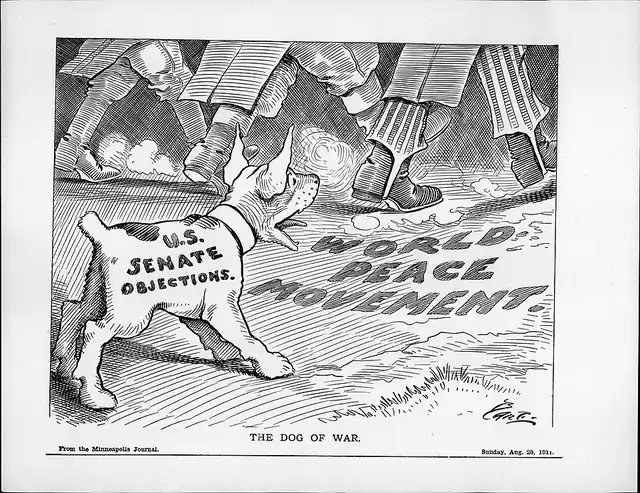 U.S.
SENATE
OBJECTIONS.
WORLD-
PEACE
MOVEMENT.
THE DOG OF WAR.
From the Minneapolis Journal.
Sunday, Aug. 20, 1911.